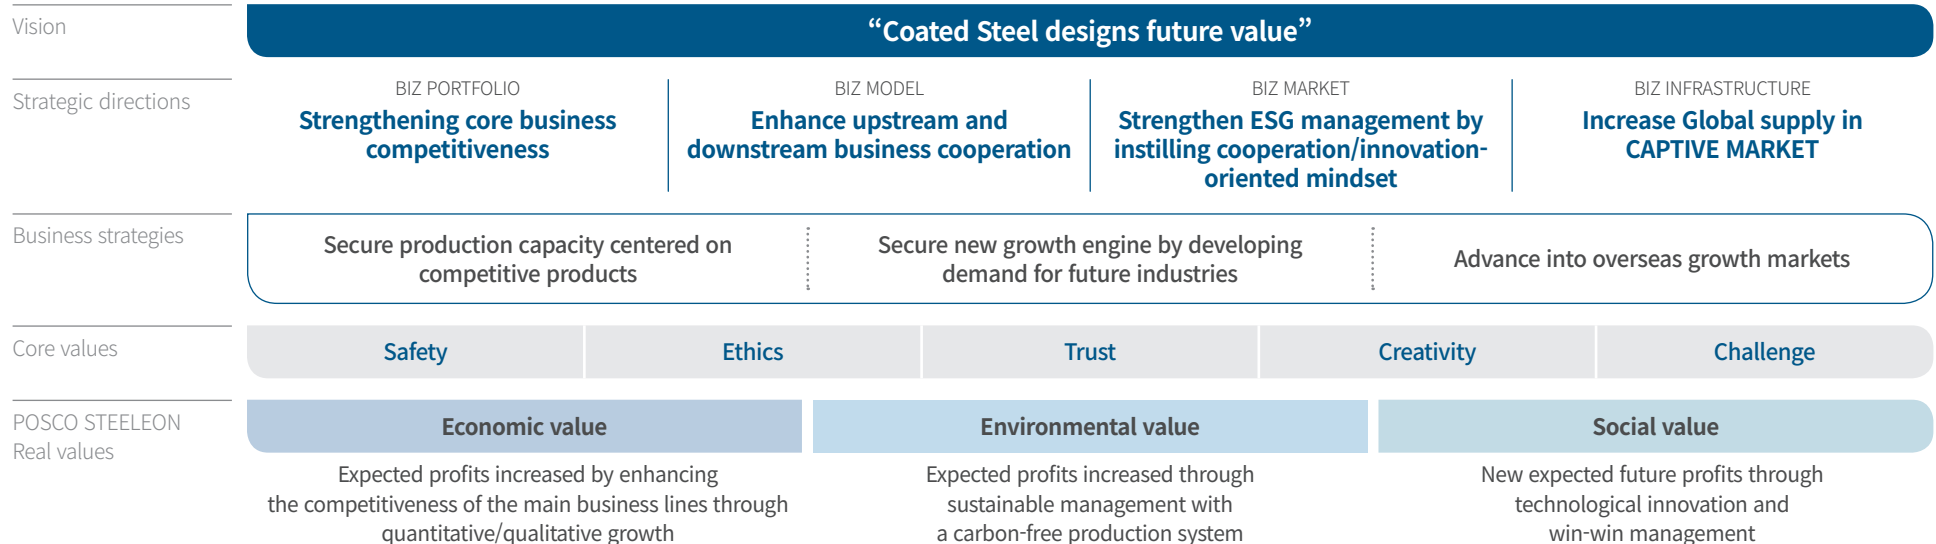 Vision
“Coated Steel designs future value”
Strategic directions
BIZ PORTFOLIO
Strengthening core business
competitiveness
BIZ MODEL
Enhance upstream and
downstream business cooperation
BIZ MARKET
Strengthen ESG management by
instilling cooperation/innovation-
oriented mindset
BIZ INFRASTRUCTURE
Increase Global supply in
CAPTIVE MARKET
Business strategies
Secure production capacity centered on
competitive products
Secure new growth engine by developing
demand for future industries
Advance into overseas growth markets
Core values
Safety
Ethics
Trust
Creativity
Challenge
POSCO STEELEON
Real values
Economic value
Expected profits increased by enhancing
the competitiveness of the main business lines through
quantitative/qualitative growth
Environmental value
Expected profits increased through
sustainable management with
a carbon-free production system
Social value
New expected future profits through
technological innovation and
win-win management